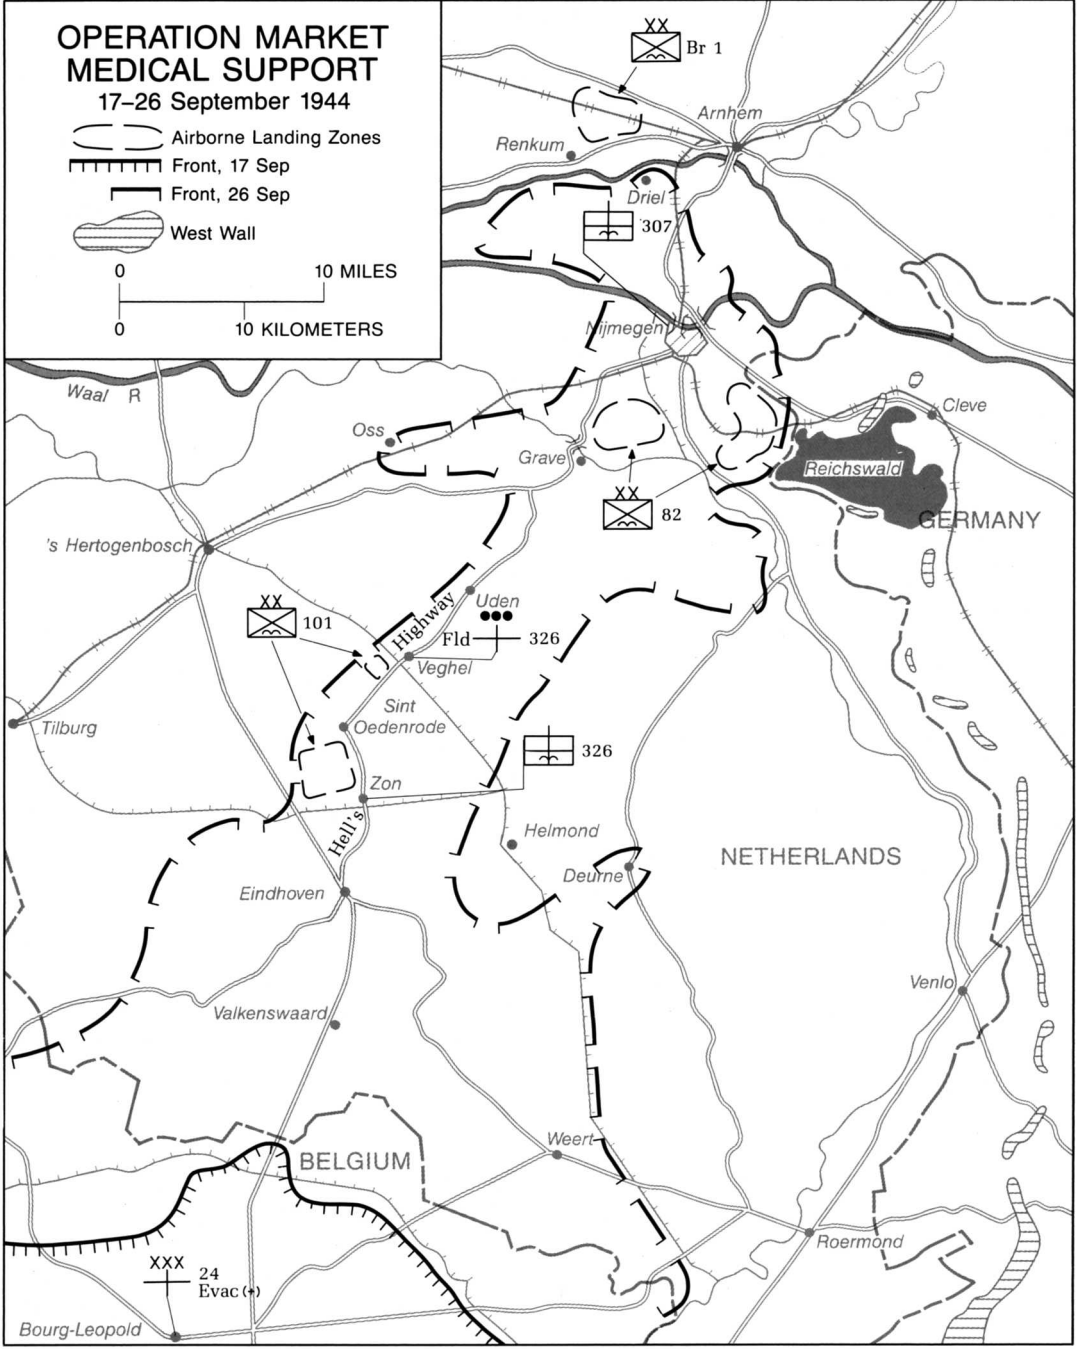 OPERATION MARKET
MEDICAL SUPPORT
17–26 September 1944
Airborne Landing Zones
Front, 17 Sep
Front, 26 Sep
West Wall
0 10 MILES
0 10 KILOMETERS
XX
Br 1
Arnhem
Renkum
Driel
307
Nijmegen
Waal R
Oss
Cleve
Grave
Reichswald
XX
82
GERMANY
's Hertogenbosch
XX
101
Uden
Highway
Fld 326
Veghel
Sint
Oedenrode
Tilburg
326
Zon
Hell's
Helmond
NETHERLANDS
Deurne
Eindhoven
Venlo
Valkenswaard
Weert
BELGIUM
Roermond
XXX
24
Evac(+)
Bourg-Leopold